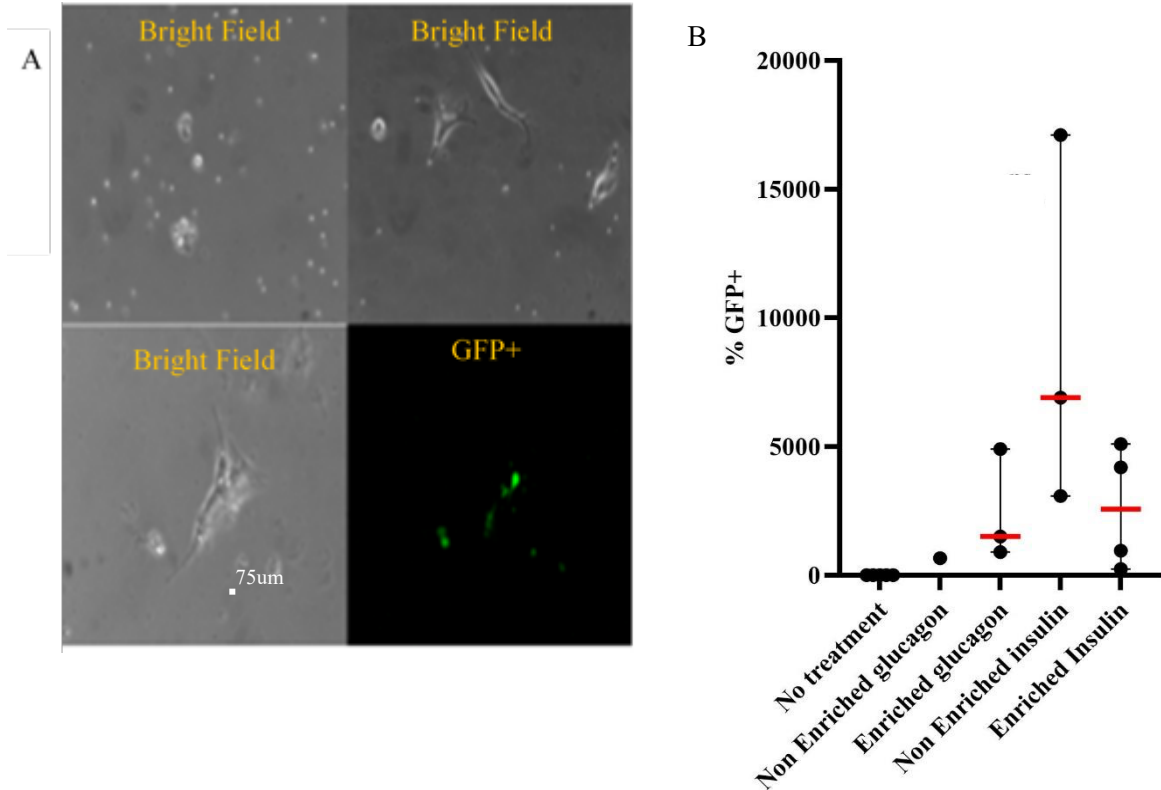 A
Bright Field
Bright Field
Bright Field
GFP+
75um
B
% GFP+
20000
15000
10000
5000
0
No treatment
Non Enriched glucagon
Enriched glucagon
Non Enriched insulin
Enriched Insulin